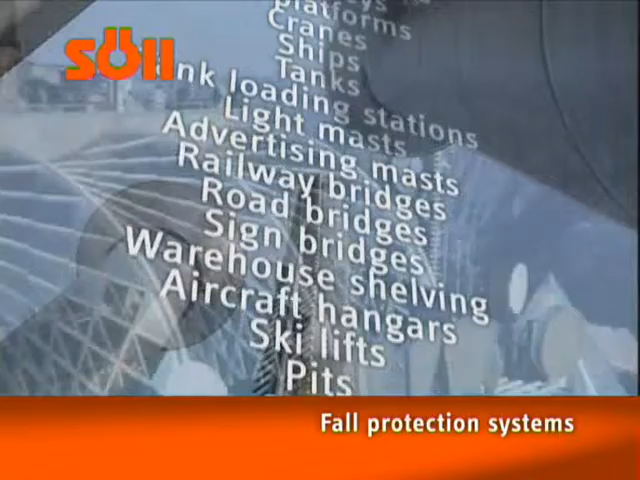 platforms
Cranes
Ships
Tanks
söll
loading stations
Light masts
Advertising masts
Railway bridges
Road bridges
Sign bridges
Warehouse shelving
Aircraft hangars
Ski lifts
Pits
Fall protection systems